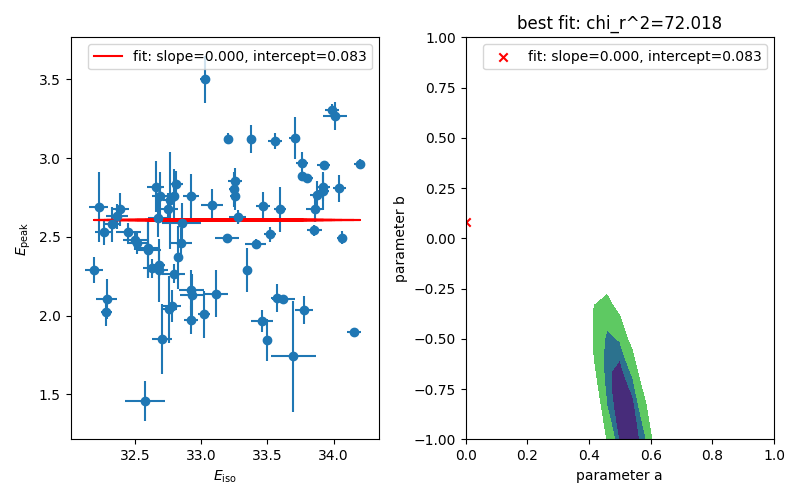 fit: slope=0.000, intercept=0.083
3.5
3.0
2.5
2.0
1.5
E_peak
32.5 33.0 33.5 34.0
E_iso
best fit: chi_r^2=72.018
fit: slope=0.000, intercept=0.083
1.00
0.75
0.50
0.25
0.00
−0.25
−0.50
−0.75
−1.00
parameter b
0.0 0.2 0.4 0.6 0.8 1.0
parameter a